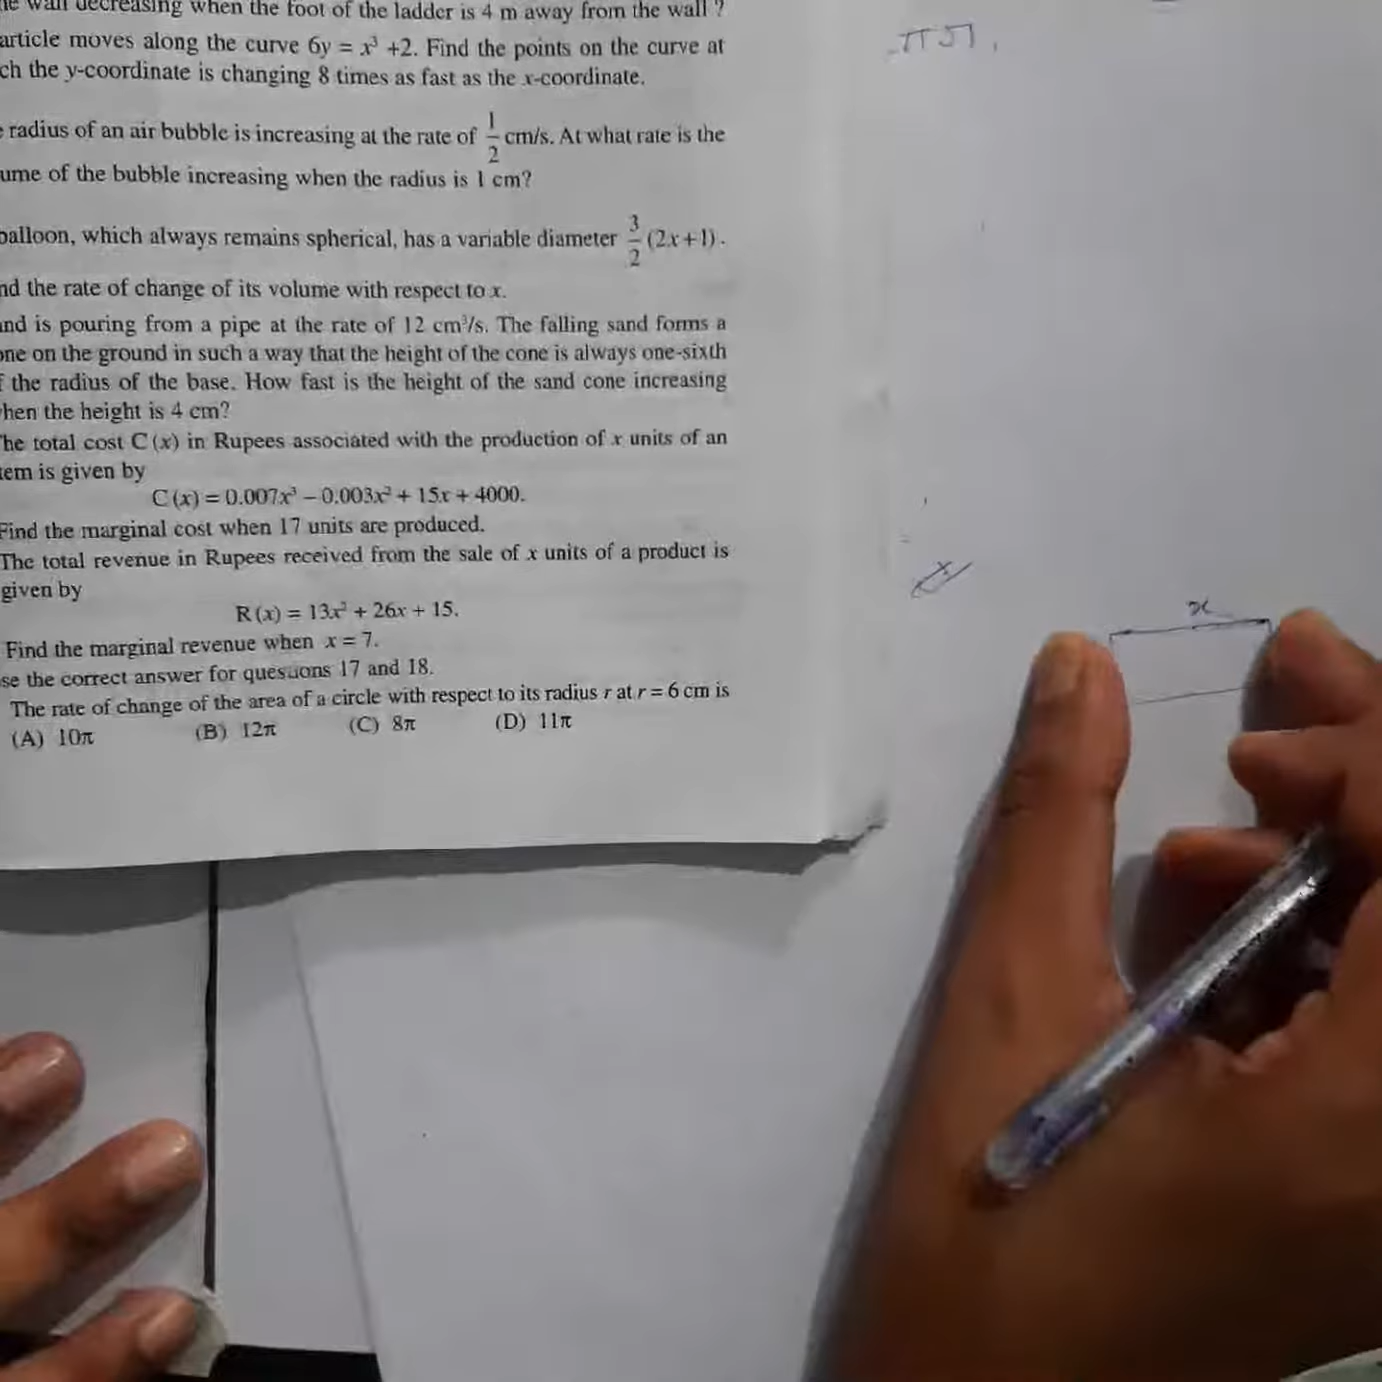 wall decreasing when the foot of the ladder is 4 m away from the wall ?
article moves along the curve 6y = x³ +2. Find the points on the curve at
ch the y-coordinate is changing 8 times as fast as the x-coordinate.
radius of an air bubble is increasing at the rate of 1/2 cm/s. At what rate is the
ume of the bubble increasing when the radius is 1 cm?
balloon, which always remains spherical, has a variable diameter 3/2 (2x+1).
nd the rate of change of its volume with respect to x.
and is pouring from a pipe at the rate of 12 cm³/s. The falling sand forms a
one on the ground in such a way that the height of the cone is always one-sixth
f the radius of the base. How fast is the height of the sand cone increasing
hen the height is 4 cm?
he total cost C (x) in Rupees associated with the production of x units of an
tem is given by
C (x) = 0.007x³ – 0.003x² + 15x + 4000.
Find the marginal cost when 17 units are produced.
The total revenue in Rupees received from the sale of x units of a product is
given by
R (x) = 13x² + 26x + 15.
Find the marginal revenue when x = 7.
se the correct answer for questions 17 and 18.
The rate of change of the area of a circle with respect to its radius r at r = 6 cm is
(A) 10π (B) 12π (C) 8π (D) 11π
x